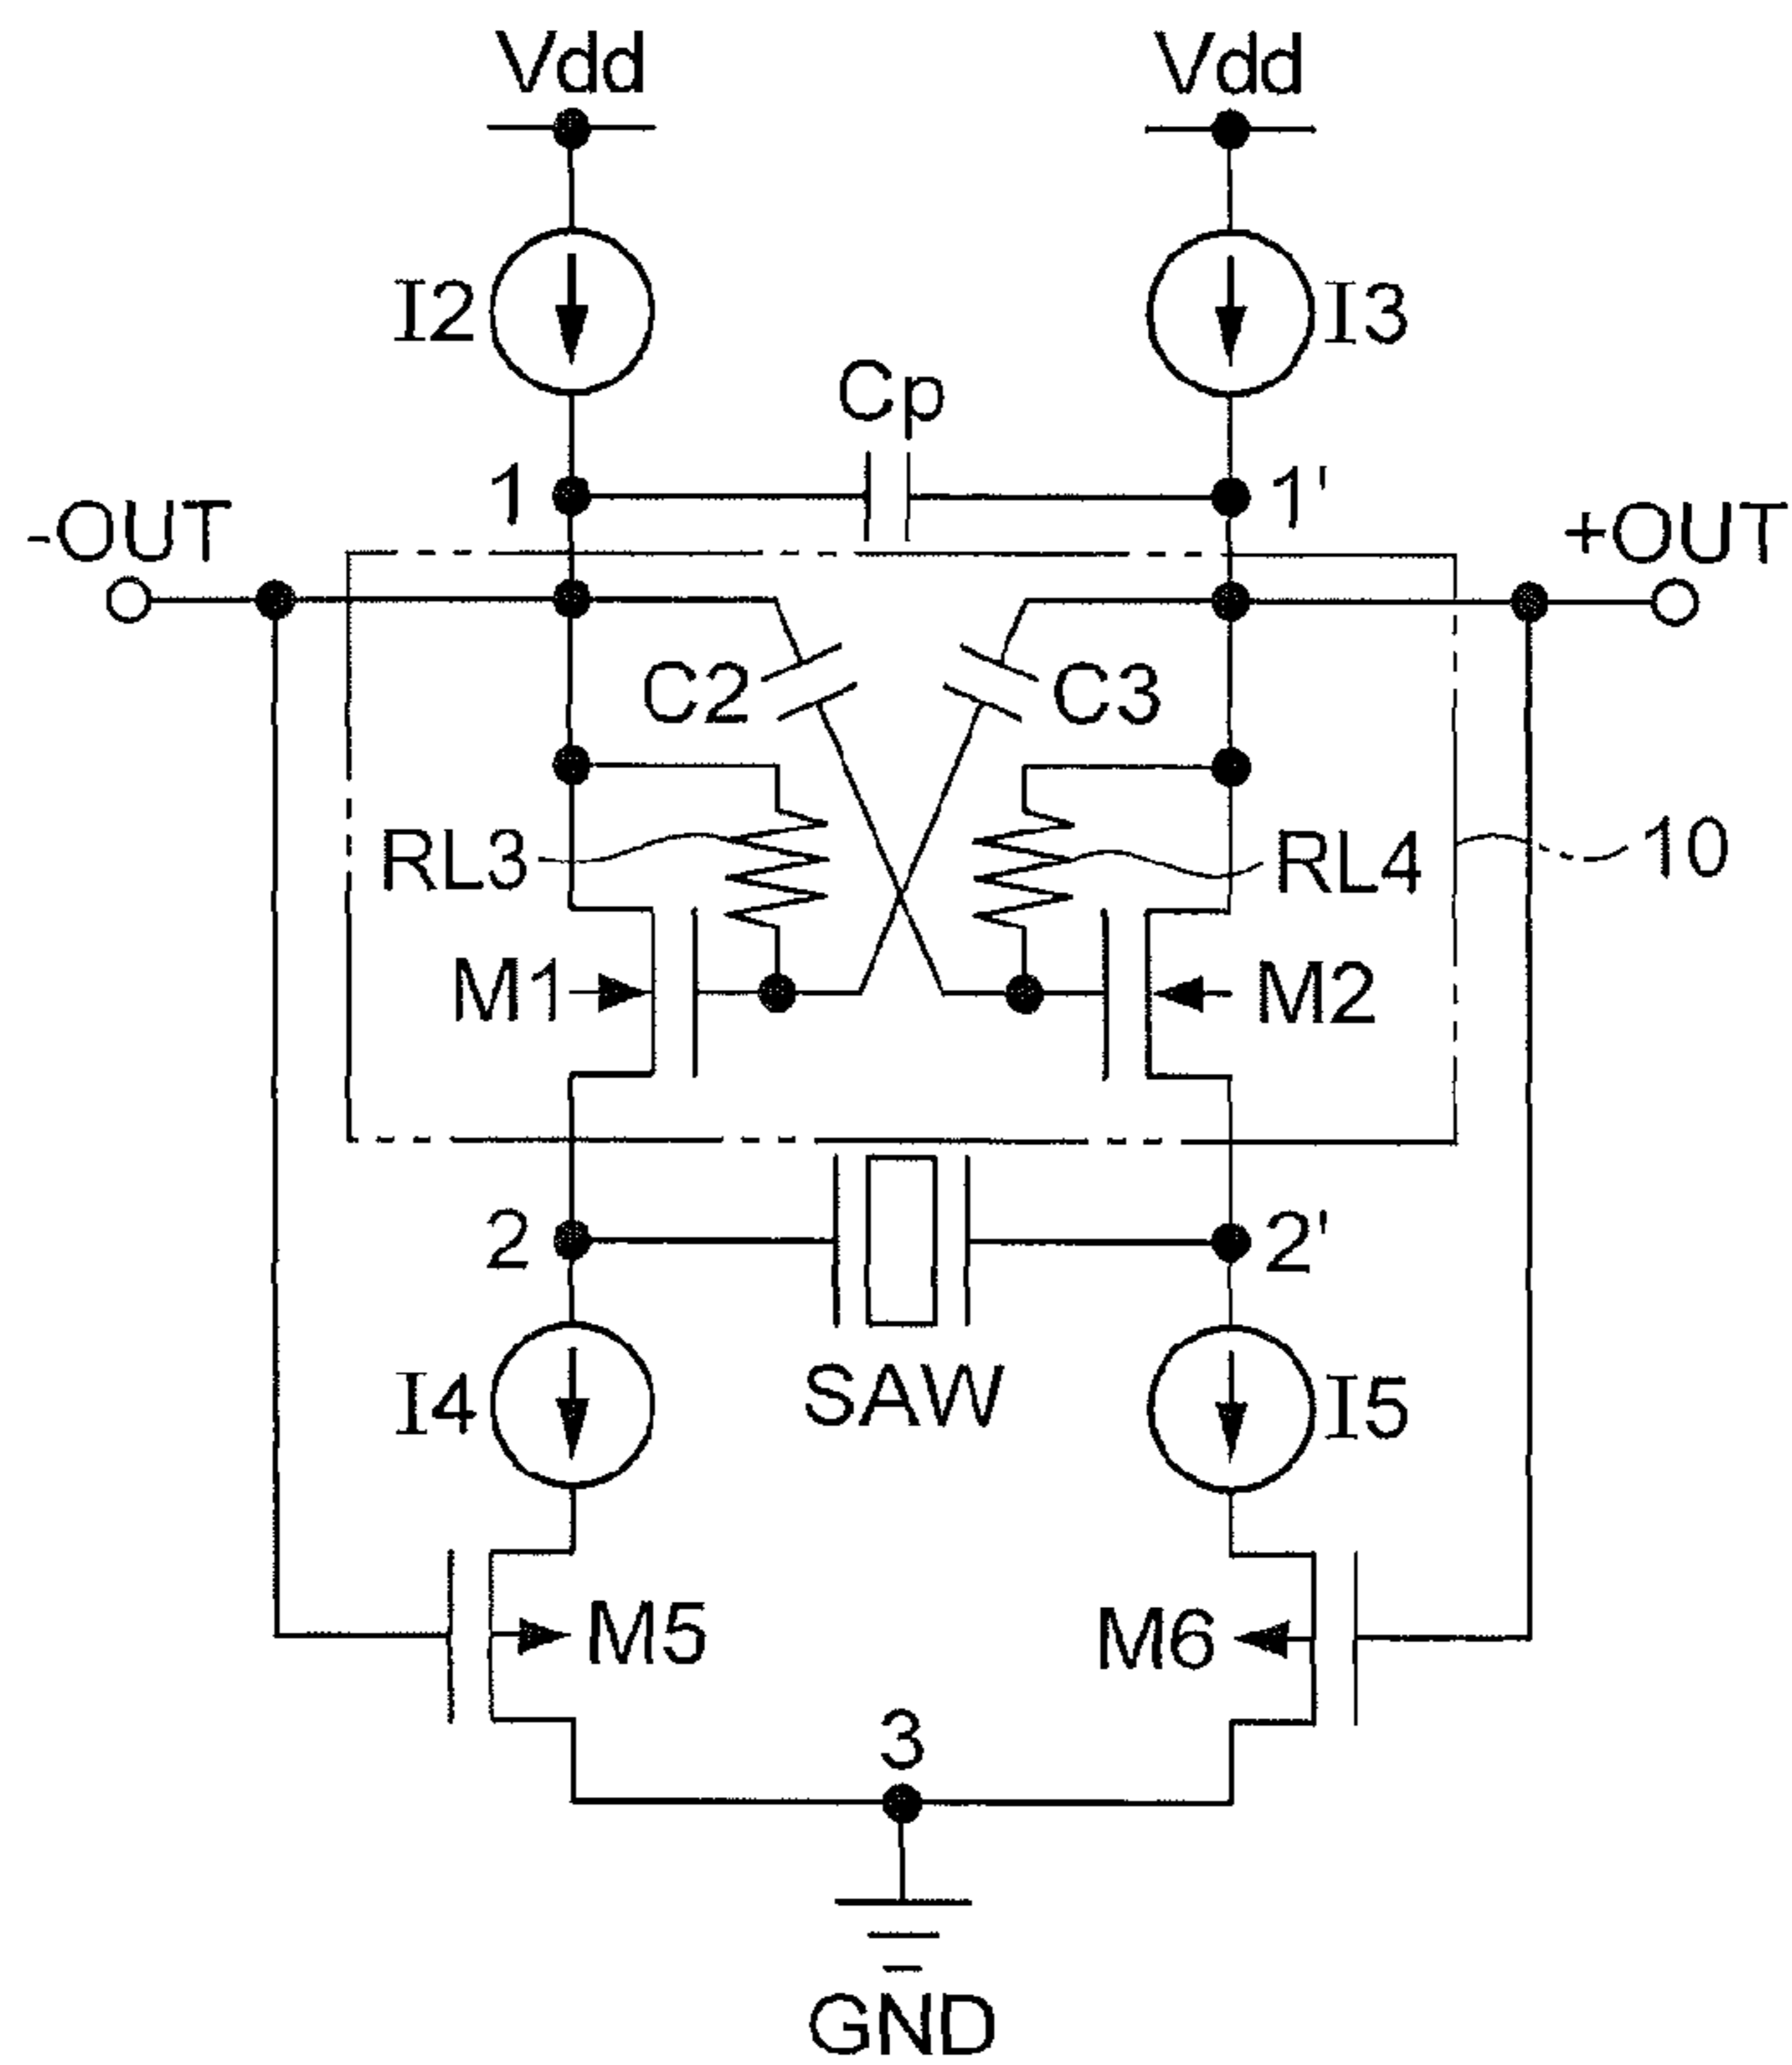 Vdd
Vdd
I2
I3
Cp
1
1'
-OUT
+OUT
C2
C3
RL3
RL4
10
M1
M2
2
2'
SAW
I4
I5
M5
M6
3
GND